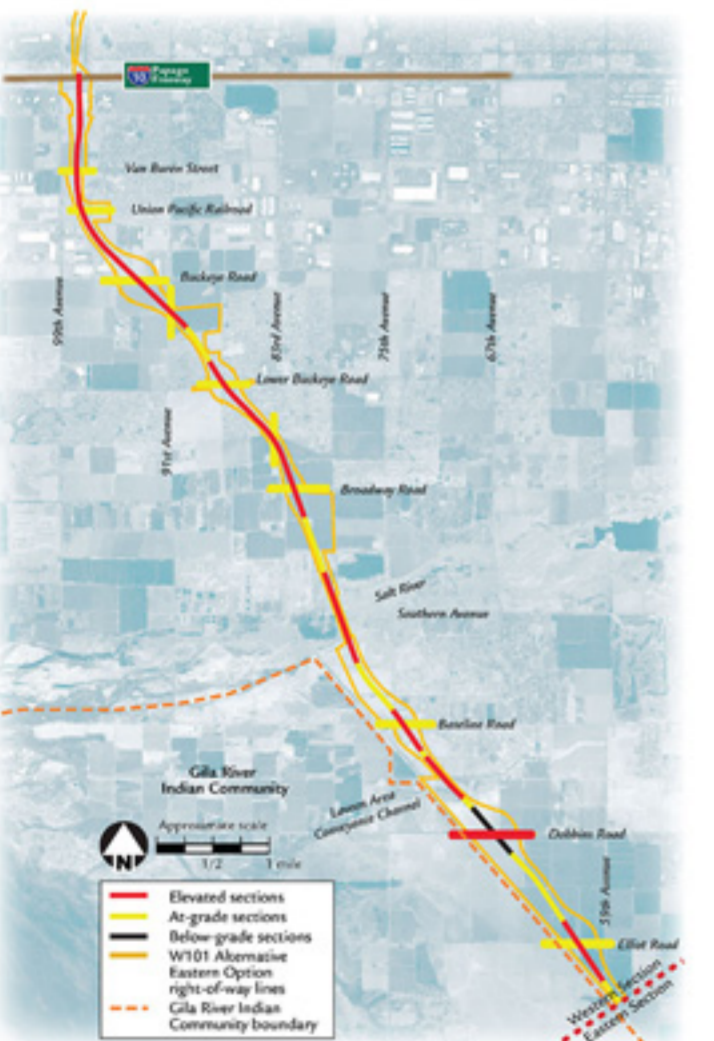 10 Papago
Freeway
Van Buren Street
Union Pacific Railroad
Buckeye Road
99th Avenue
83rd Avenue
75th Avenue
67th Avenue
Lower Buckeye Road
91st Avenue
Broadway Road
Salt River
Southern Avenue
Baseline Road
Gila River
Indian Community
Laveen Area
Conveyance Channel
Approximate scale
1/2 1 mile
N
Dobbins Road
59th Avenue
Elliot Road
Western Section
Eastern Section
Elevated sections
At-grade sections
Below-grade sections
W101 Alternative
Eastern Option
right-of-way lines
Gila River Indian
Community boundary